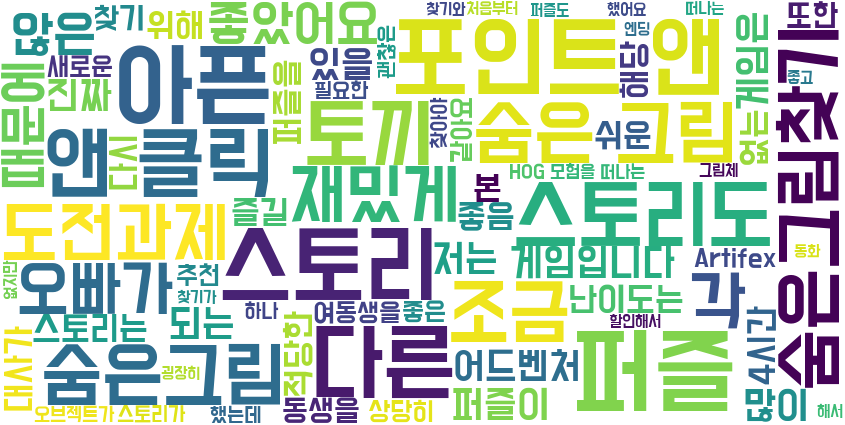 않은
찾기
위해
좋았어요
포인트
앤
찾기와
처음부터
퍼즐도
했어요
떠나는
또한
엔딩
때문에
새로운
진짜
아픈
있을
괜찮은
필요한
퍼즐을
해당
게임은
좋고
앤
다시
클릭
토끼
찾아야
같아요
숨은 그림
쉬운
없는
숨은그림찾기
HOG 모험을 떠나는
그림체
도전과제
즐길
재밌게
본
좋음
스토리도
없지만
오빠가
추천
찾기가
스토리
저는
게임입니다
Artifex
동화
하나
여동생을
좋은
조금
난이도는
각
할인해서
스토리는
되는
대사가
숨은그림
굉장히
적당한
다른
어드벤처
퍼즐
4시간
많이
오브젝트가
스토리가
했는데
동생을
상당히
퍼즐이
해서